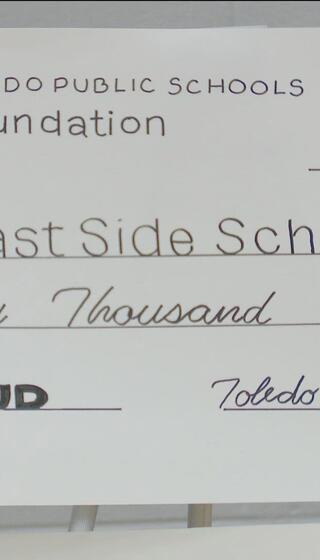 DO PUBLIC SCHOOLS
undation
ast Side Sch
Thousand
UD Toledo